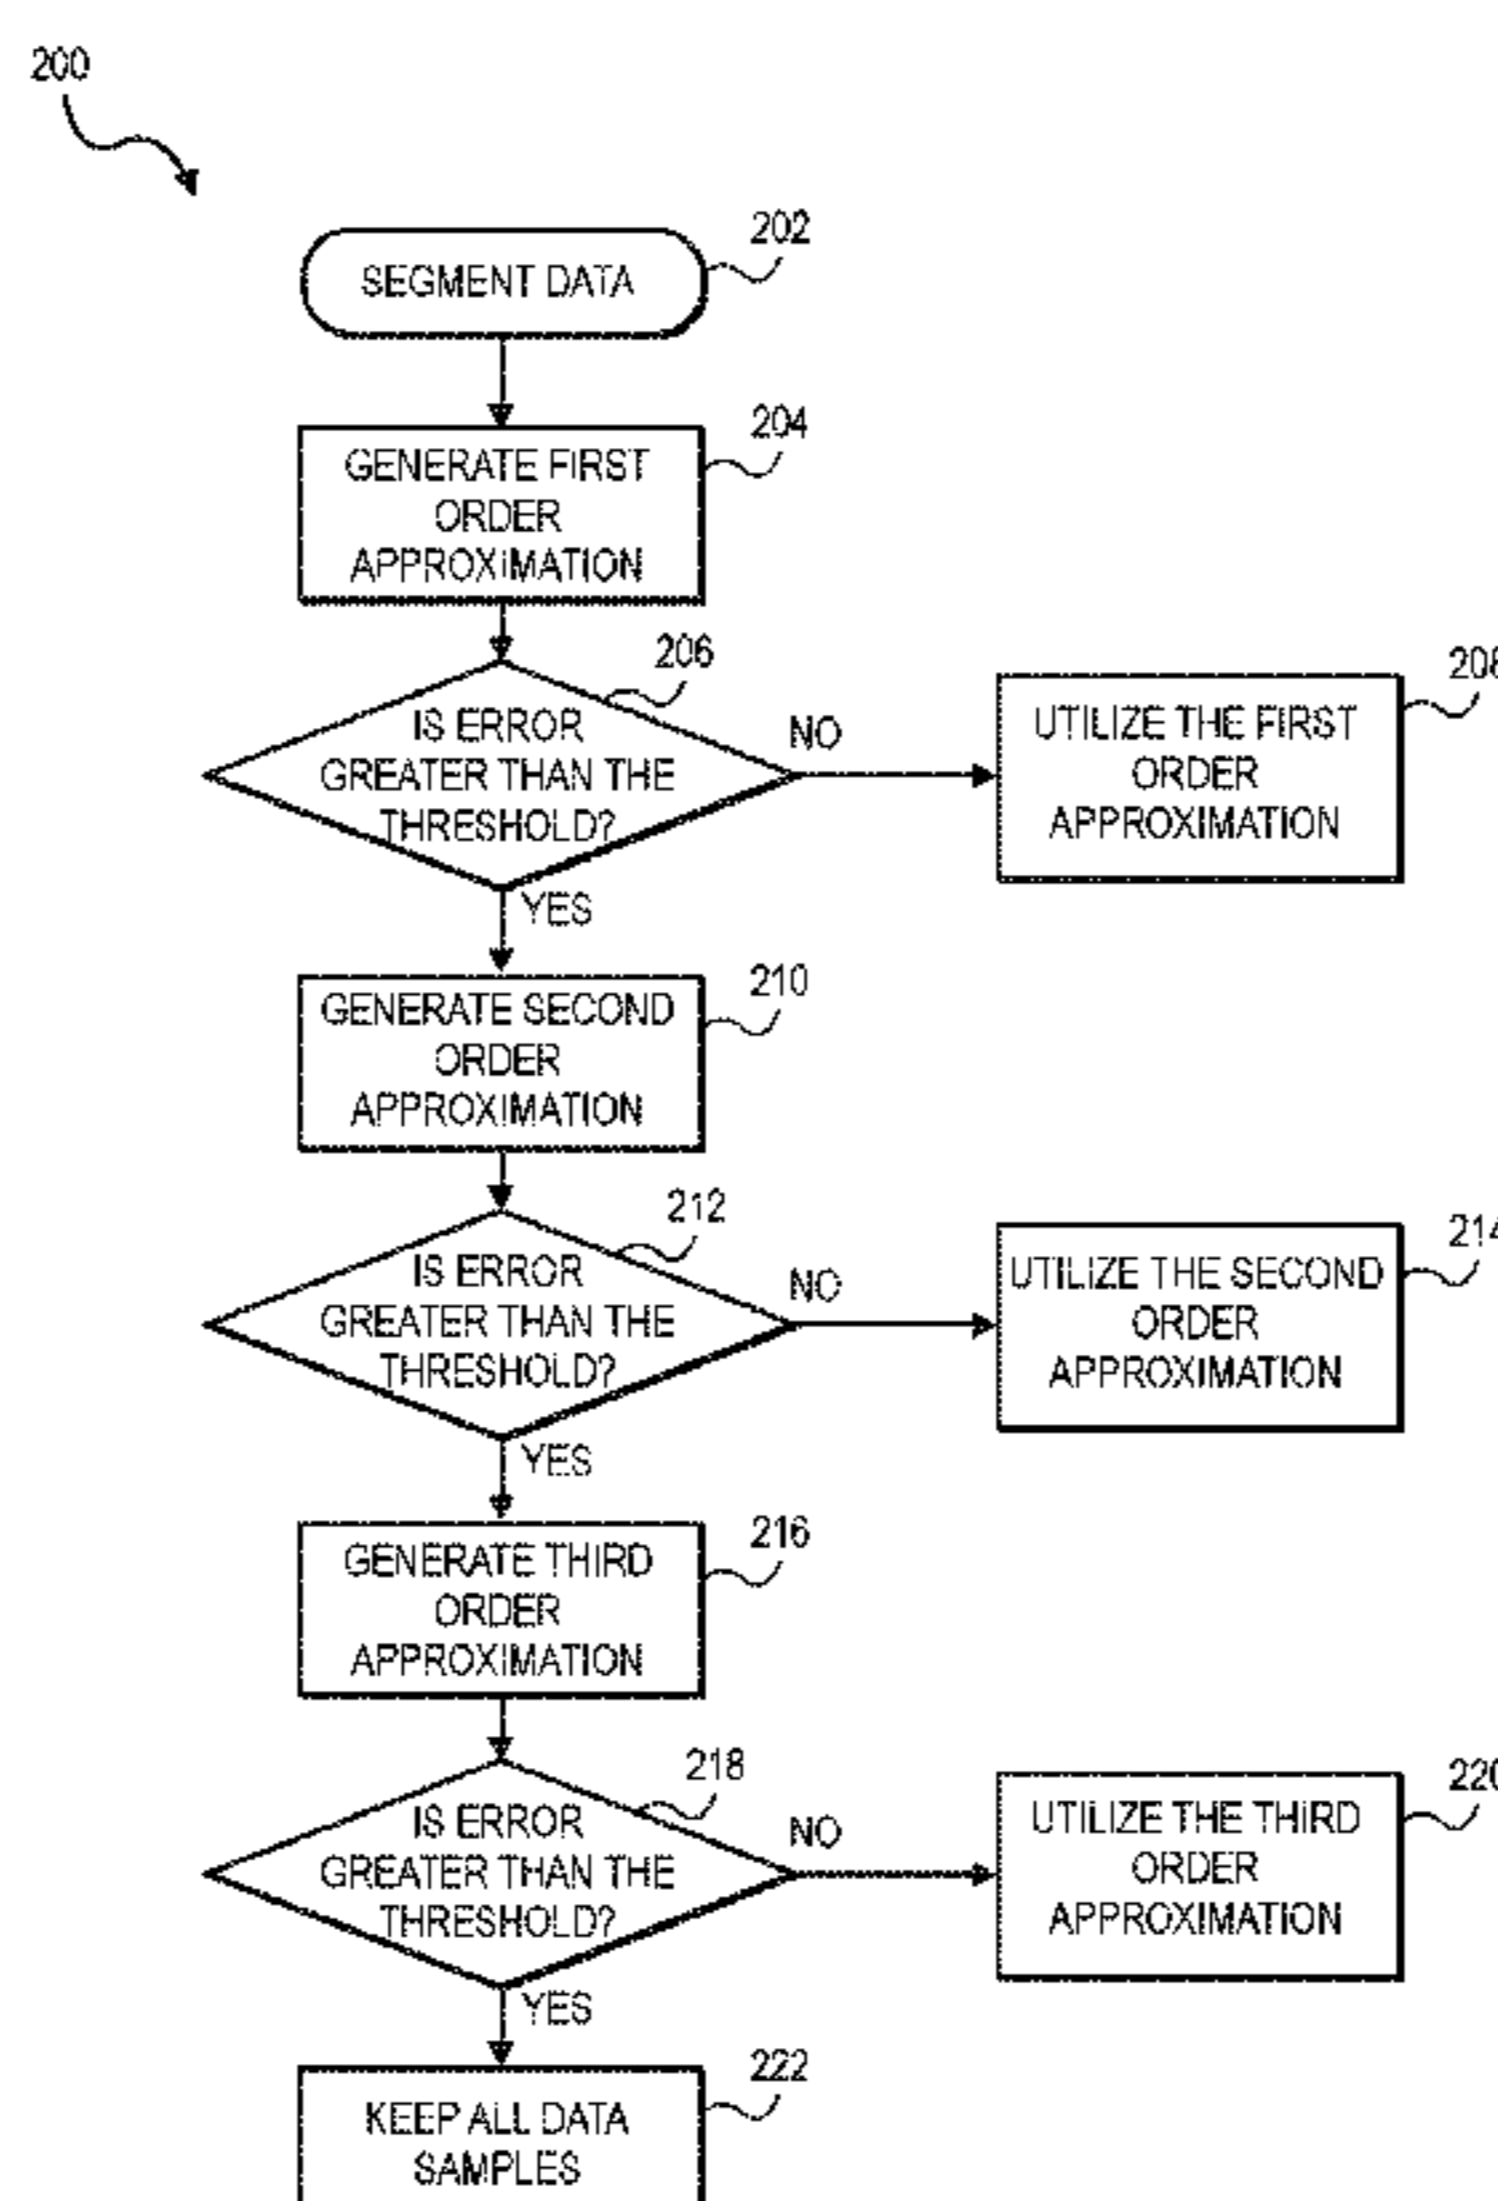 200
SEGMENT DATA
202
GENERATE FIRST
ORDER
APPROXIMATION
204
IS ERROR
GREATER THAN THE
THRESHOLD?
206
NO
UTILIZE THE FIRST
ORDER
APPROXIMATION
208
YES
GENERATE SECOND
ORDER
APPROXIMATION
210
IS ERROR
GREATER THAN THE
THRESHOLD?
212
NO
UTILIZE THE SECOND
ORDER
APPROXIMATION
214
YES
GENERATE THIRD
ORDER
APPROXIMATION
216
IS ERROR
GREATER THAN THE
THRESHOLD?
218
NO
UTILIZE THE THIRD
ORDER
APPROXIMATION
220
YES
KEEP ALL DATA
SAMPLES
222